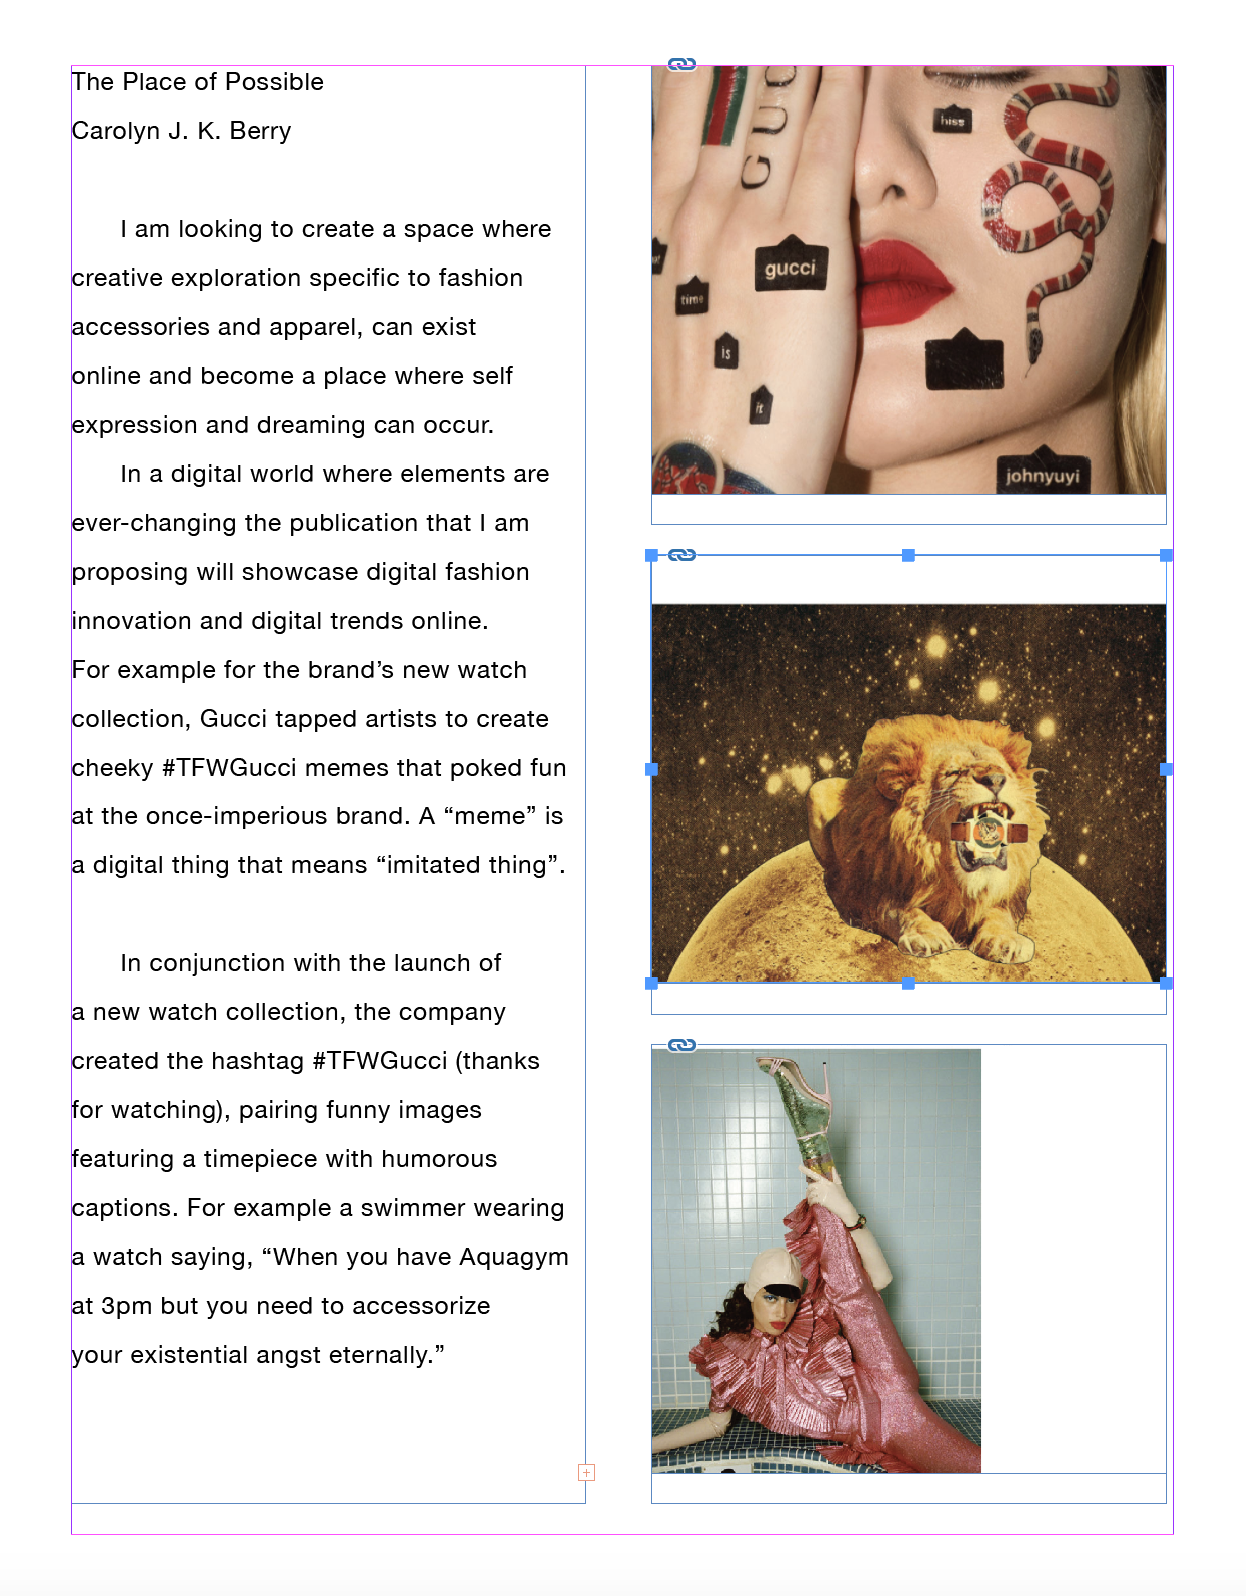 The Place of Possible
Carolyn J. K. Berry
I am looking to create a space where
creative exploration specific to fashion
accessories and apparel, can exist
online and become a place where self
expression and dreaming can occur.
In a digital world where elements are
ever-changing the publication that I am
proposing will showcase digital fashion
innovation and digital trends online.
For example for the brand’s new watch
collection, Gucci tapped artists to create
cheeky #TFWGucci memes that poked fun
at the once-imperious brand. A “meme” is
a digital thing that means “imitated thing”.
In conjunction with the launch of
a new watch collection, the company
created the hashtag #TFWGucci (thanks
for watching), pairing funny images
featuring a timepiece with humorous
captions. For example a swimmer wearing
a watch saying, “When you have Aquagym
at 3pm but you need to accessorize
your existential angst eternally.”
GUC
hiss
gucci
time
is
it
johnyuyi